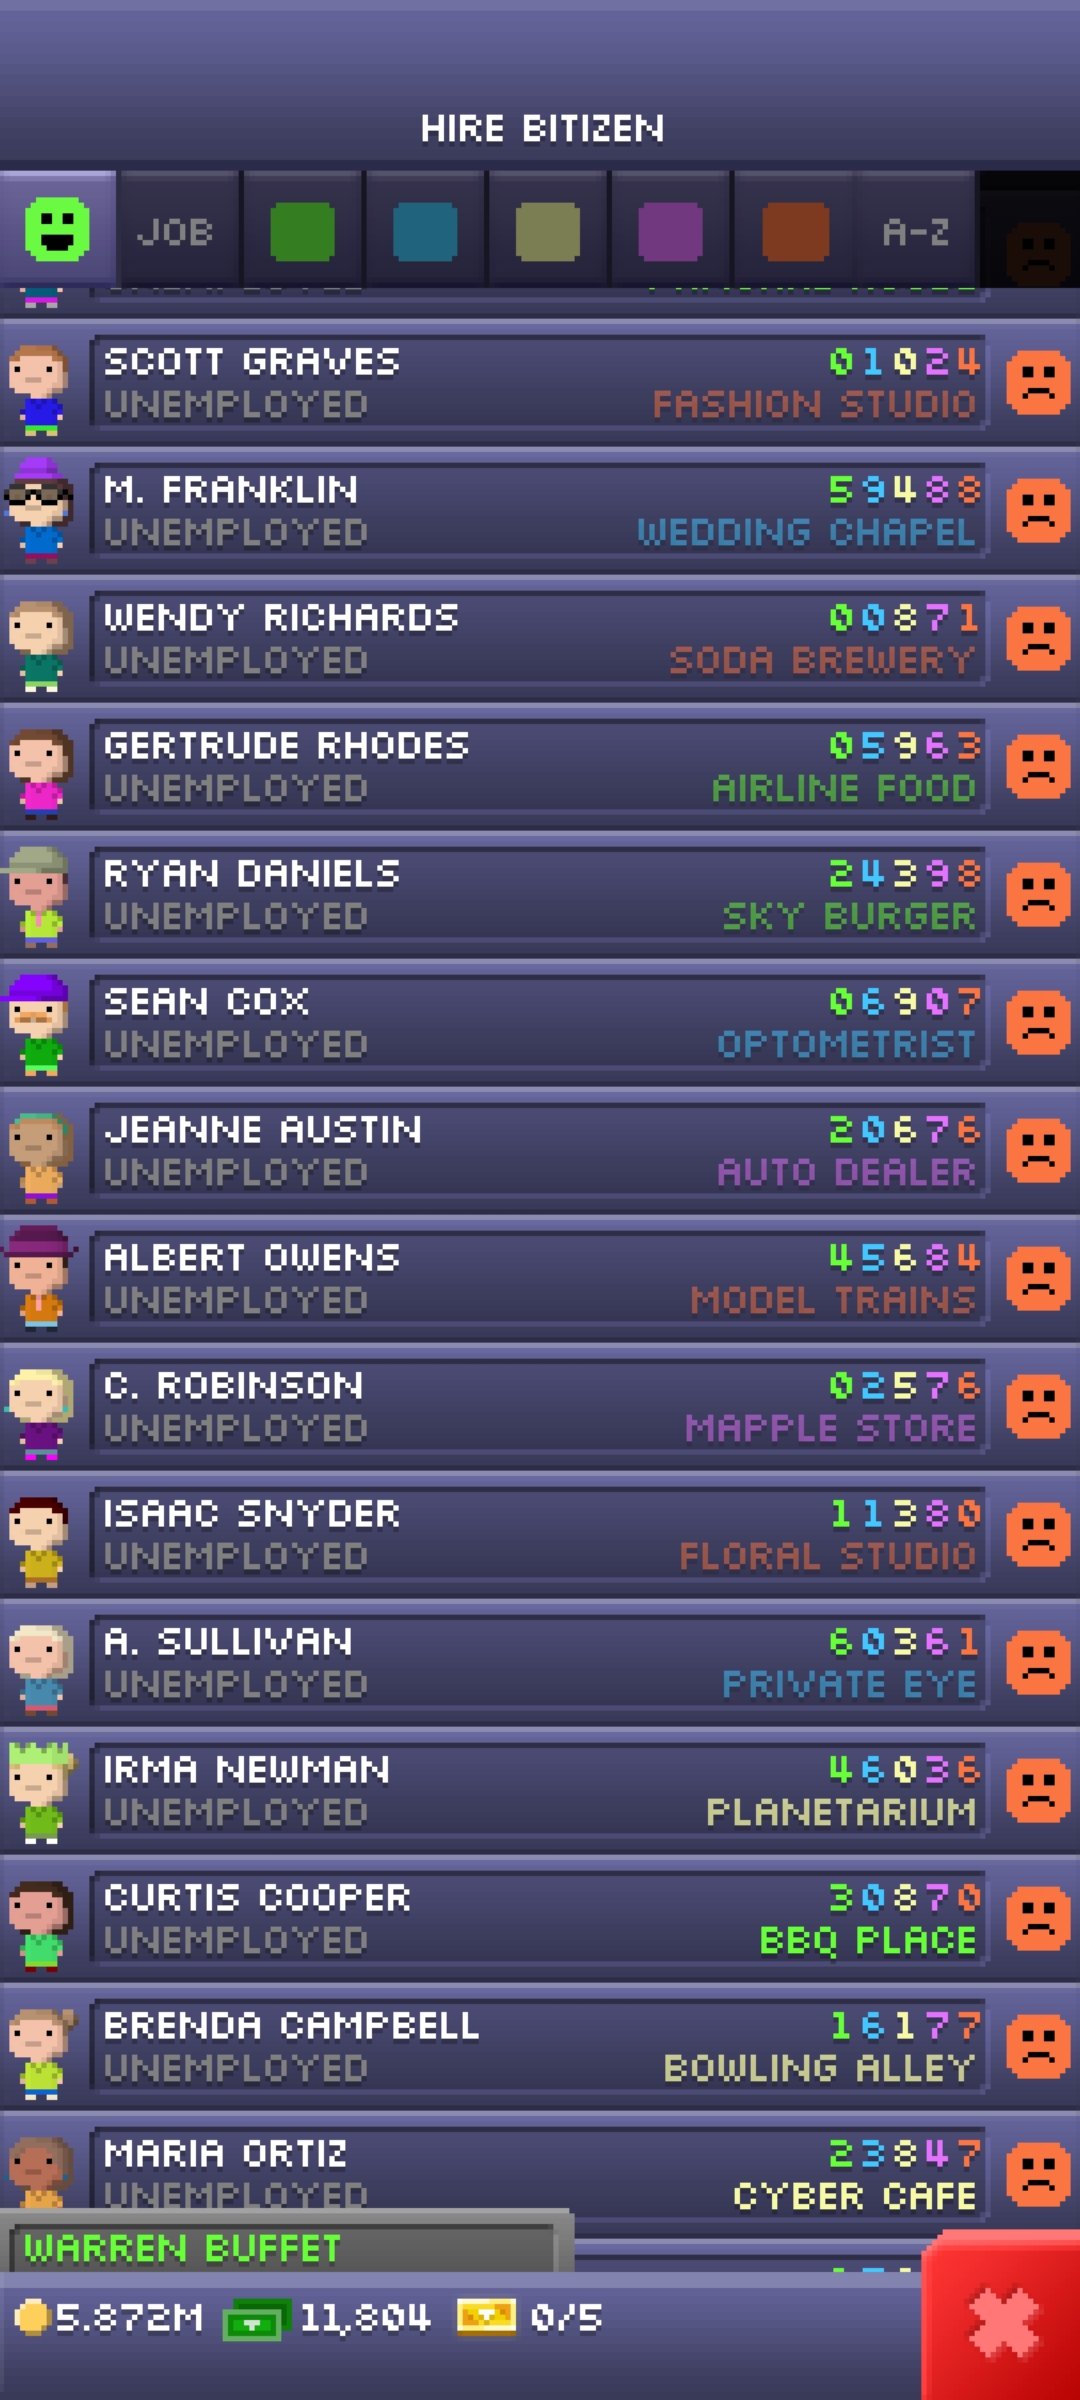 HIRE BITIZEN
JOB
A-Z
SCOTT GRAVES 01024
UNEMPLOYED FASHION STUDIO
M. FRANKLIN 59488
UNEMPLOYED WEDDING CHAPEL
WENDY RICHARDS 00871
UNEMPLOYED SODA BREWERY
GERTRUDE RHODES 05963
UNEMPLOYED AIRLINE FOOD
RYAN DANIELS 24398
UNEMPLOYED SKY BURGER
SEAN COX 06907
UNEMPLOYED OPTOMETRIST
JEANNE AUSTIN 20676
UNEMPLOYED AUTO DEALER
ALBERT OWENS 45684
UNEMPLOYED MODEL TRAINS
C. ROBINSON 02576
UNEMPLOYED MAPPLE STORE
ISAAC SNYDER 11380
UNEMPLOYED FLORAL STUDIO
A. SULLIVAN 60361
UNEMPLOYED PRIVATE EYE
IRMA NEWMAN 46036
UNEMPLOYED PLANETARIUM
CURTIS COOPER 30870
UNEMPLOYED BBQ PLACE
BRENDA CAMPBELL 16177
UNEMPLOYED BOWLING ALLEY
MARIA ORTIZ 23847
UNEMPLOYED CYBER CAFE
WARREN BUFFET
5.872M 11,804 0/5